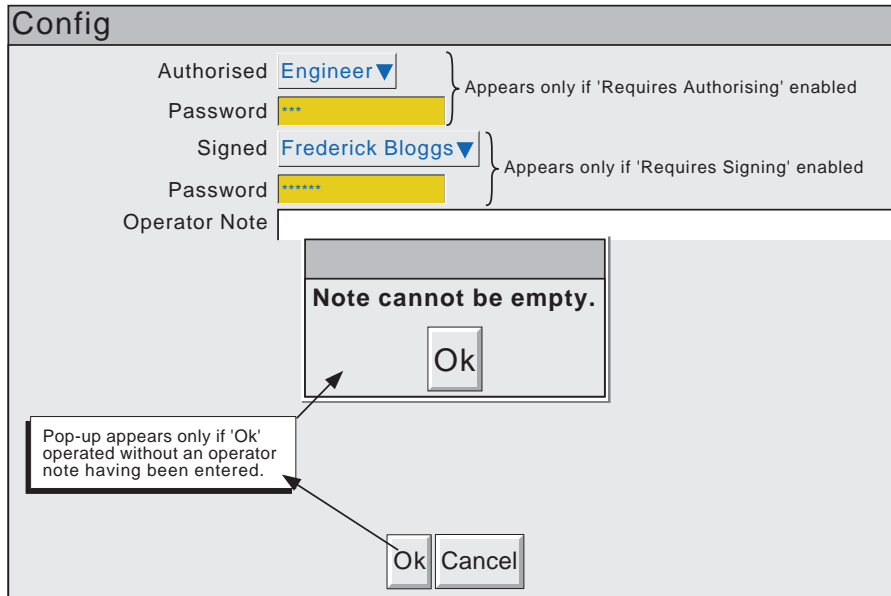 Config
Authorised Engineer
Appears only if 'Requires Authorising' enabled
Password ***
Signed Frederick Bloggs
Appears only if 'Requires Signing' enabled
Password ******
Operator Note
Note cannot be empty.
Ok
Pop-up appears only if 'Ok'
operated without an operator
note having been entered.
Ok Cancel